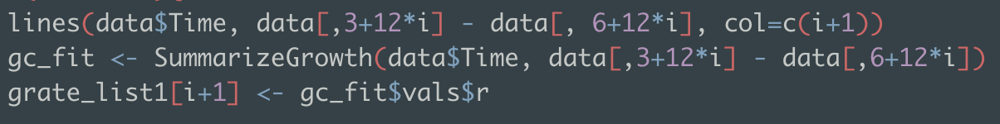 lines(data$Time, data[,3+12*i] - data[, 6+12*i], col=c(i+1))
gc_fit <- SummarizeGrowth(data$Time, data[,3+12*i] - data[,6+12*i])
grate_list1[i+1] <- gc_fit$vals$r